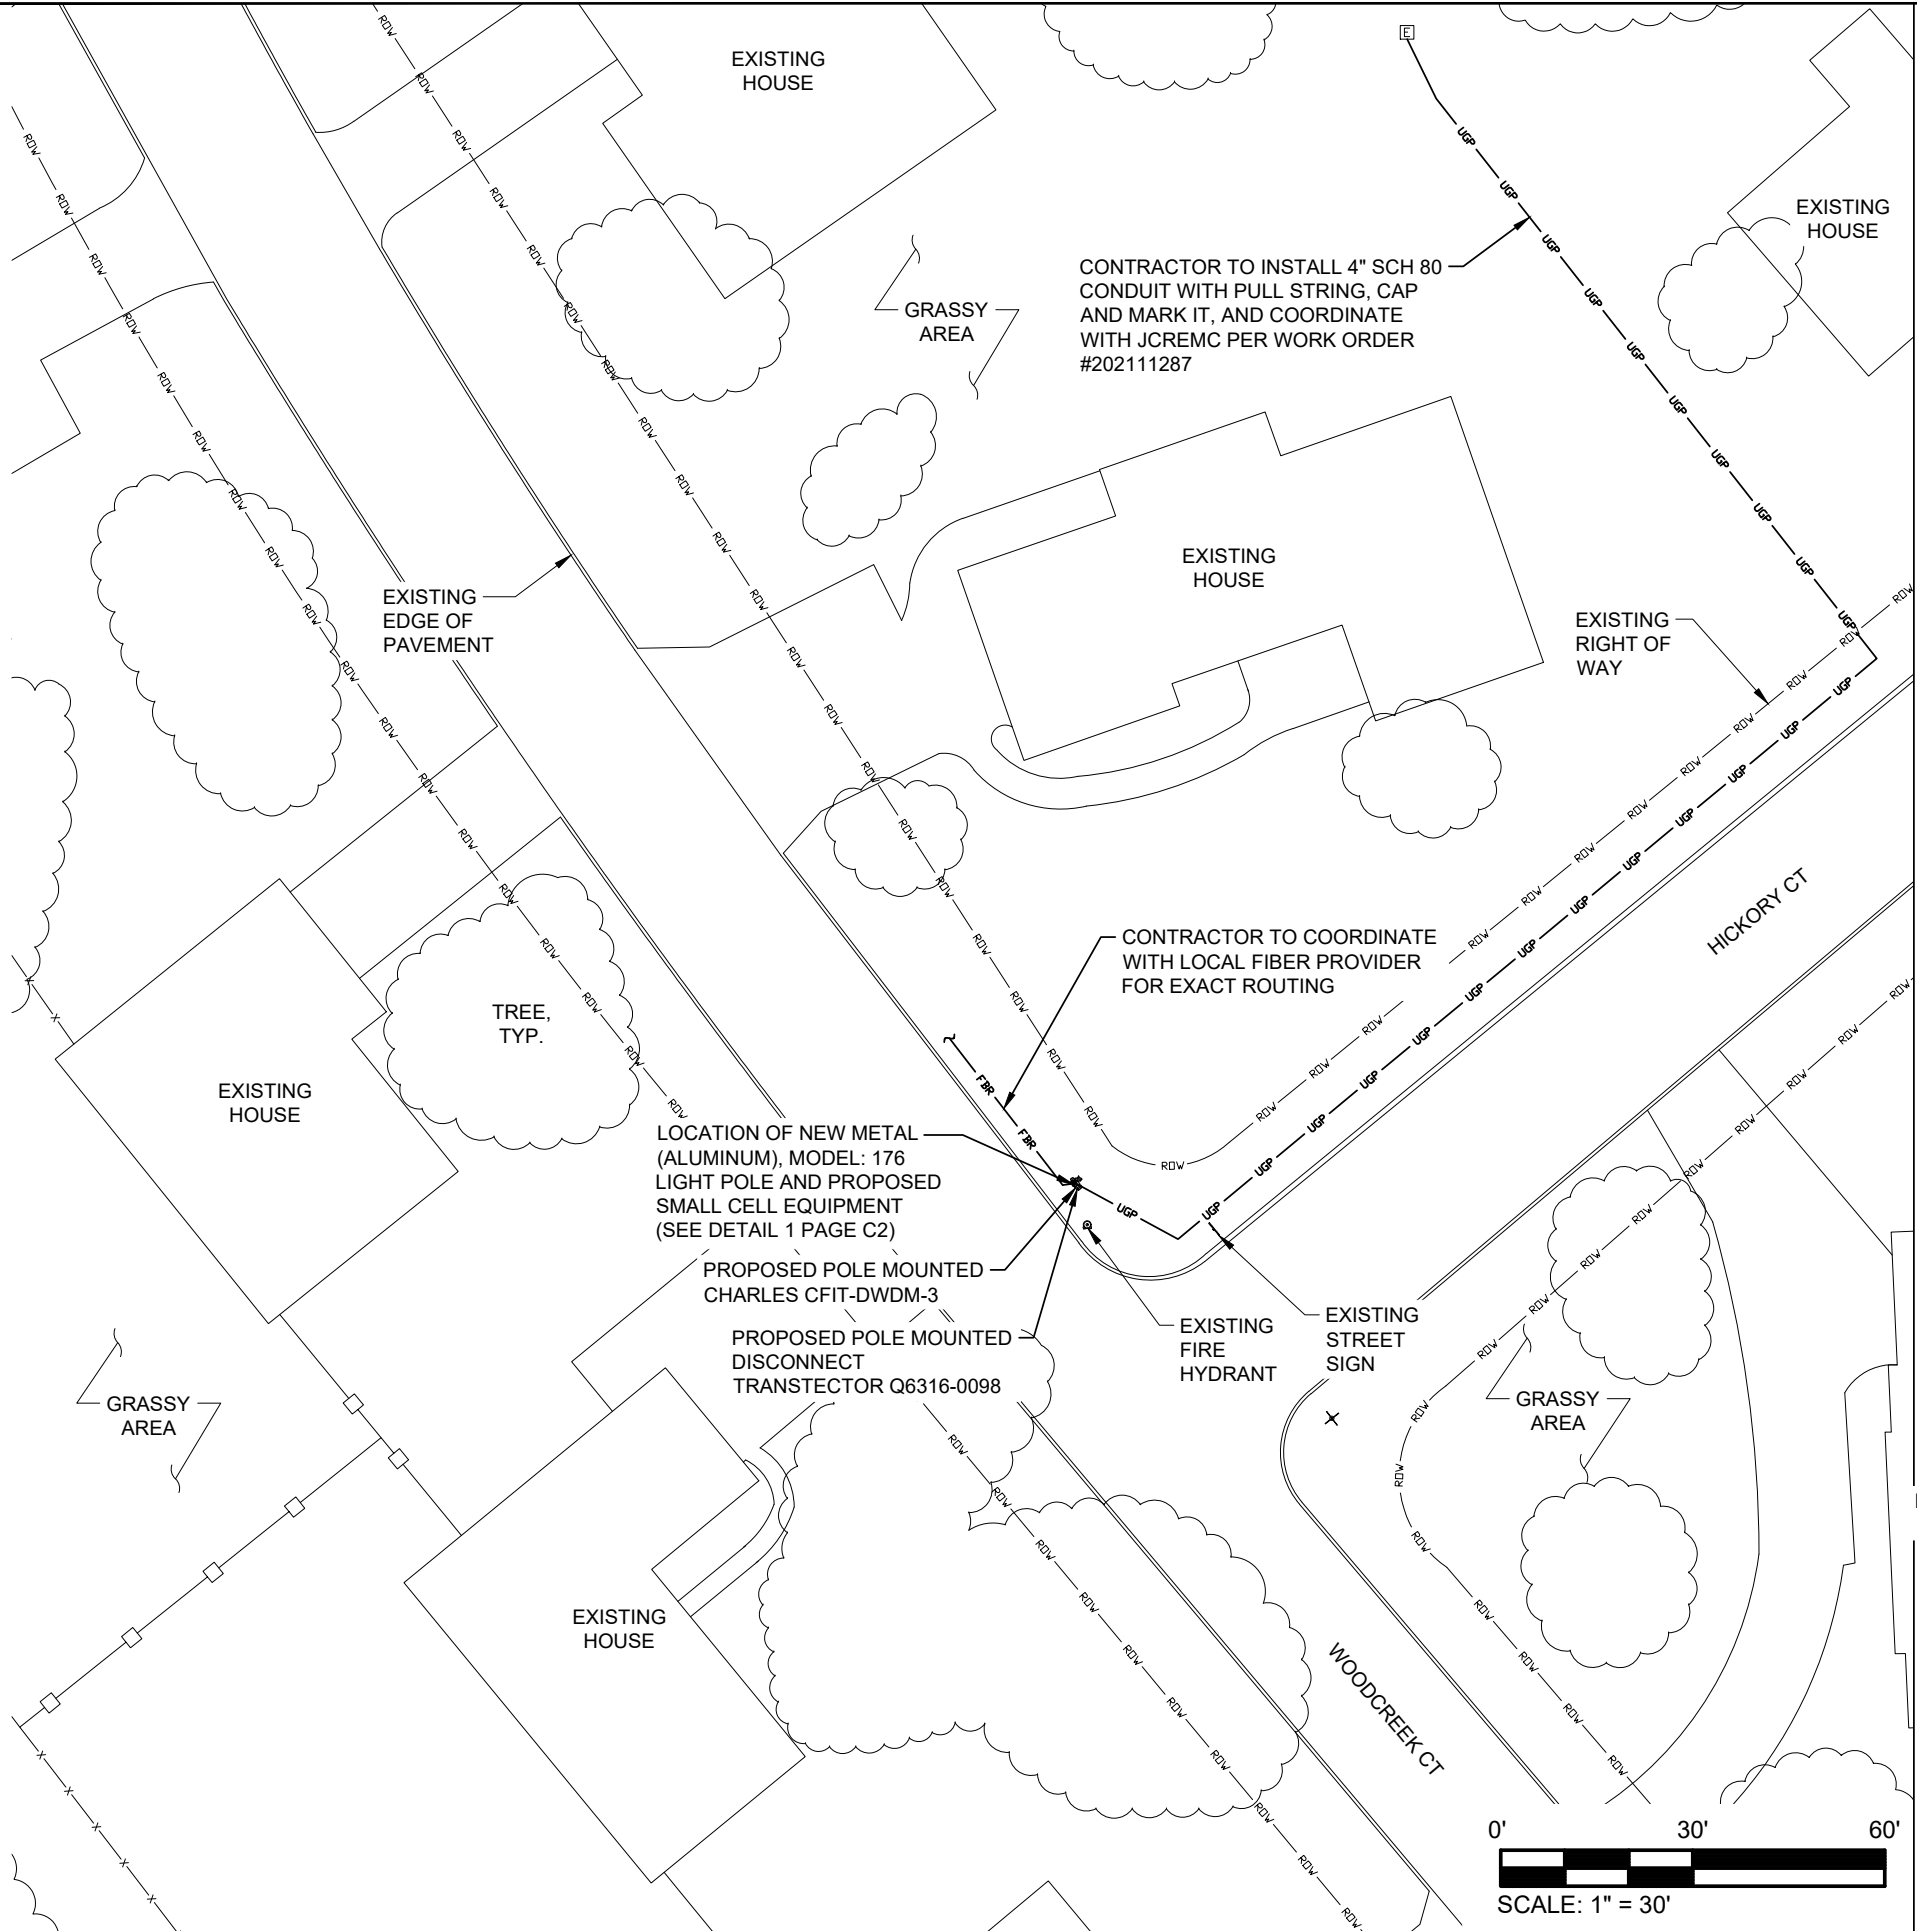 EXISTING
HOUSE
E
EXISTING
HOUSE
CONTRACTOR TO INSTALL 4" SCH 80
CONDUIT WITH PULL STRING, CAP
AND MARK IT, AND COORDINATE
WITH JCREMC PER WORK ORDER
#202111287
GRASSY
AREA
EXISTING
HOUSE
EXISTING
EDGE OF
PAVEMENT
EXISTING
RIGHT OF
WAY
HICKORY CT
CONTRACTOR TO COORDINATE
WITH LOCAL FIBER PROVIDER
FOR EXACT ROUTING
TREE,
TYP.
EXISTING
HOUSE
ROW
UGP
FBR
FBR
UGP
LOCATION OF NEW METAL
(ALUMINUM), MODEL: 176
LIGHT POLE AND PROPOSED
SMALL CELL EQUIPMENT
(SEE DETAIL 1 PAGE C2)
PROPOSED POLE MOUNTED
CHARLES CFIT-DWDM-3
PROPOSED POLE MOUNTED
DISCONNECT
TRANSTECTOR Q6316-0098
EXISTING
FIRE
HYDRANT
EXISTING
STREET
SIGN
GRASSY
AREA
GRASSY
AREA
EXISTING
HOUSE
WOODCREEK CT
0' 30' 60'
SCALE: 1" = 30'